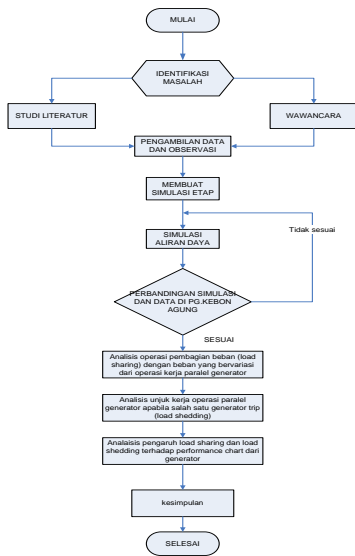 MULAI
IDENTIFIKASI
MASALAH
STUDI LITERATUR
WAWANCARA
PENGAMBILAN DATA
DAN OBSERVASI
MEMBUAT
SIMULASI ETAP
SIMULASI
ALIRAN DAYA
Tidak sesuai
PERBANDINGAN SIMULASI
DAN DATA DI PG.KEBON
AGUNG
SESUAI
Analisis operasi pembagian beban (load
sharing) dengan beban yang bervariasi
dari operasi kerja paralel generator
Analisis unjuk kerja operasi paralel
generator apabila salah satu generator trip
(load shedding)
Analaisis pengaruh load sharing dan load
shedding terhadap performance chart dari
generator
kesimpulan
SELESAI